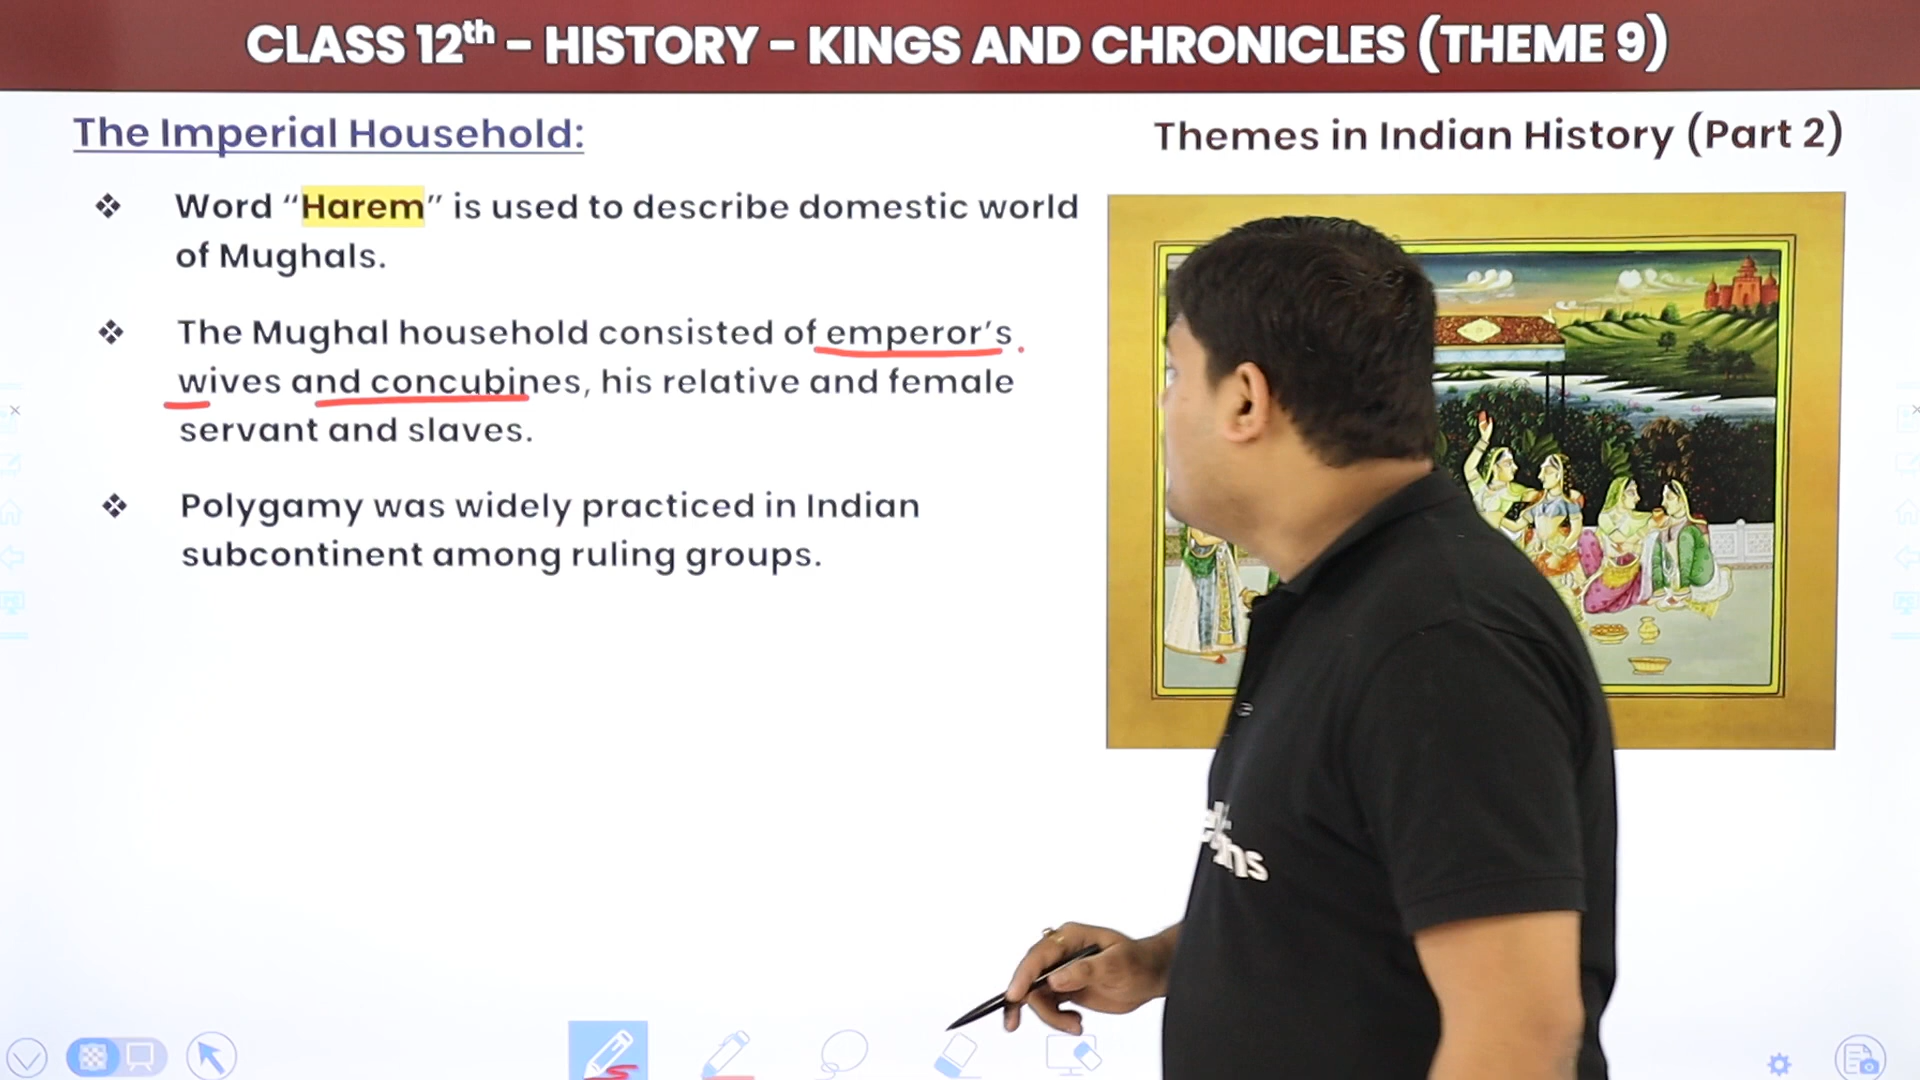 CLASS 12th – HISTORY – KINGS AND CHRONICLES (THEME 9)
The Imperial Household:
Themes in Indian History (Part 2)
❖ Word “Harem” is used to describe domestic world
of Mughals.
❖ The Mughal household consisted of emperor’s
wives and concubines, his relative and female
servant and slaves.
❖ Polygamy was widely practiced in Indian
subcontinent among ruling groups.